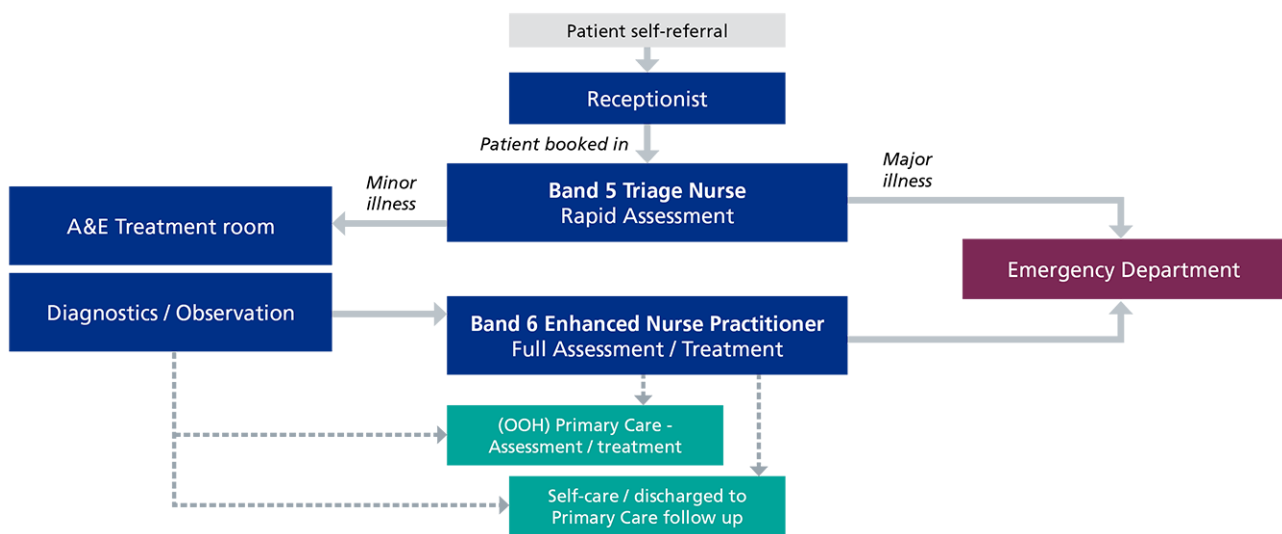 Patient self-referral
Receptionist
Patient booked in
Band 5 Triage Nurse
Rapid Assessment
Minor
illness
Major
illness
A&E Treatment room
Emergency Department
Diagnostics / Observation
Band 6 Enhanced Nurse Practitioner
Full Assessment / Treatment
(OOH) Primary Care -
Assessment / treatment
Self-care / discharged to
Primary Care follow up